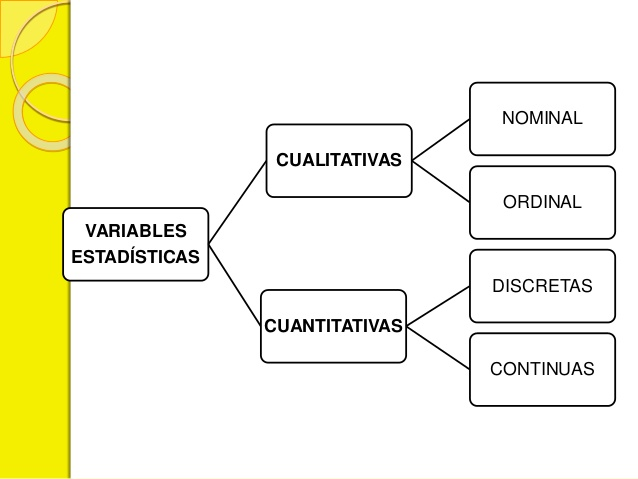 VARIABLES
ESTADÍSTICAS
CUALITATIVAS
NOMINAL
ORDINAL
CUANTITATIVAS
DISCRETAS
CONTINUAS